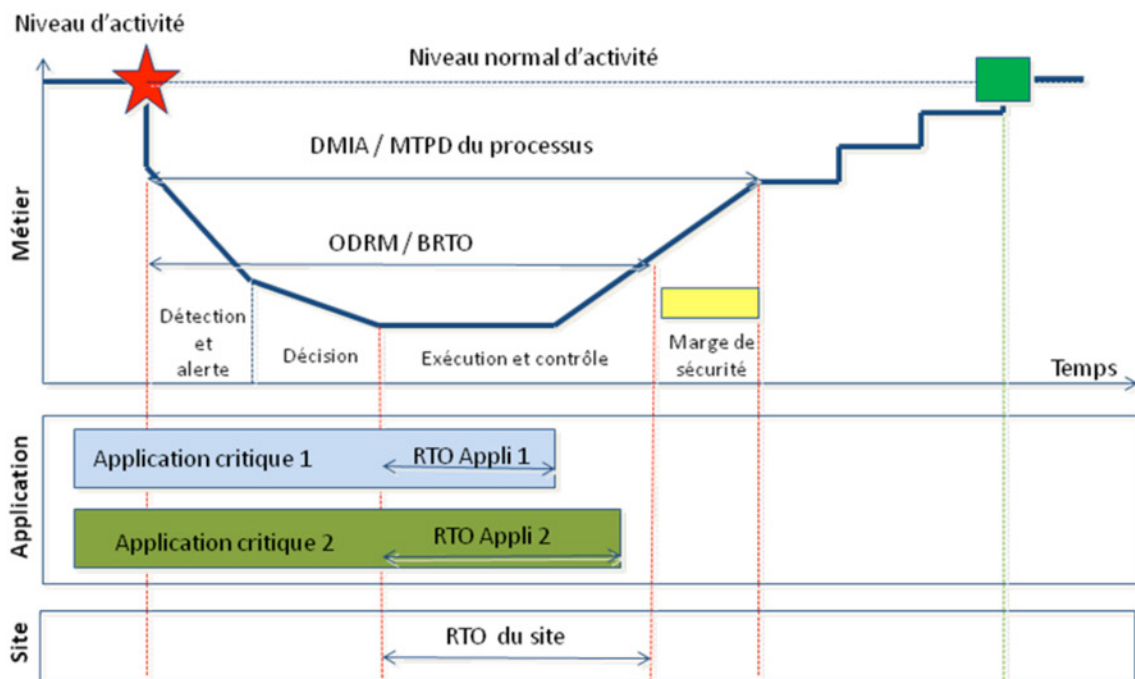 Niveau d’activité
Niveau normal d’activité
DMIA / MTPD du processus
Métier
ODRM / BRTO
Détection
et
alerte
Décision
Exécution et contrôle
Marge de
sécurité
Temps
Application
Application critique 1
RTO Appli 1
Application critique 2
RTO Appli 2
Site
RTO du site